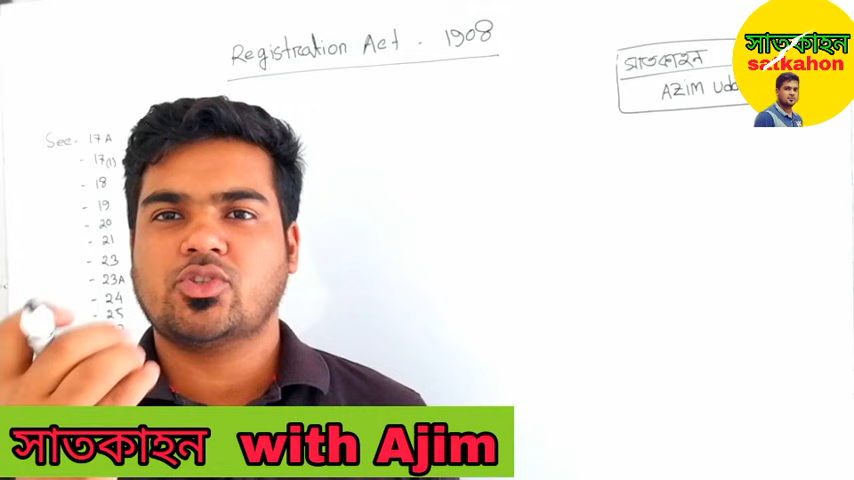 Registration Act - 1908
সাতকাহন
AZIM Udd
সাতকাহন
satkahon
Sec - 17A
- 17(1)
- 18
- 19
- 20
- 21
- 23
- 23A
- 24
- 25
সাতকাহন with Ajim